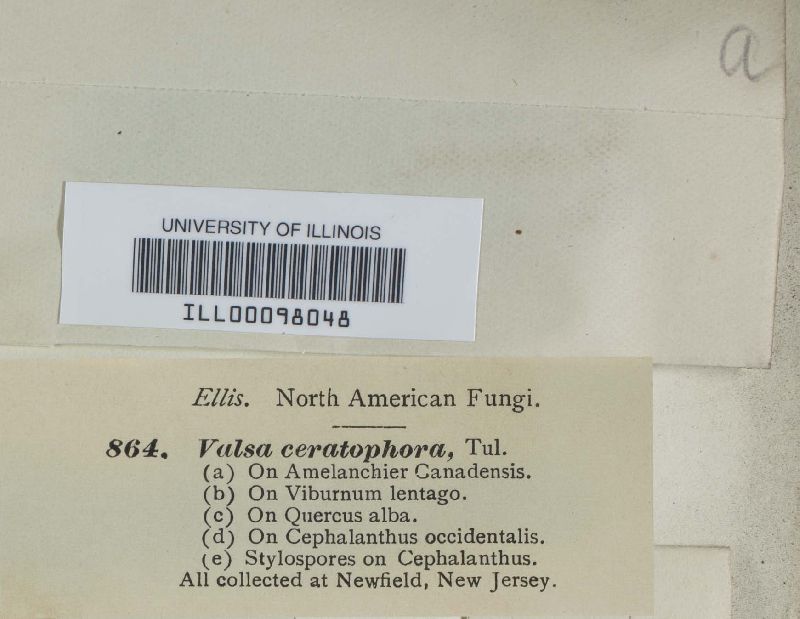 a
UNIVERSITY OF ILLINOIS
ILL00098048
Ellis. North American Fungi.
864. Valsa ceratophora, Tul.
(a) On Amelanchier Canadensis.
(b) On Viburnum lentago.
(c) On Quercus alba.
(d) On Cephalanthus occidentalis.
(e) Stylospores on Cephalanthus.
All collected at Newfield, New Jersey.